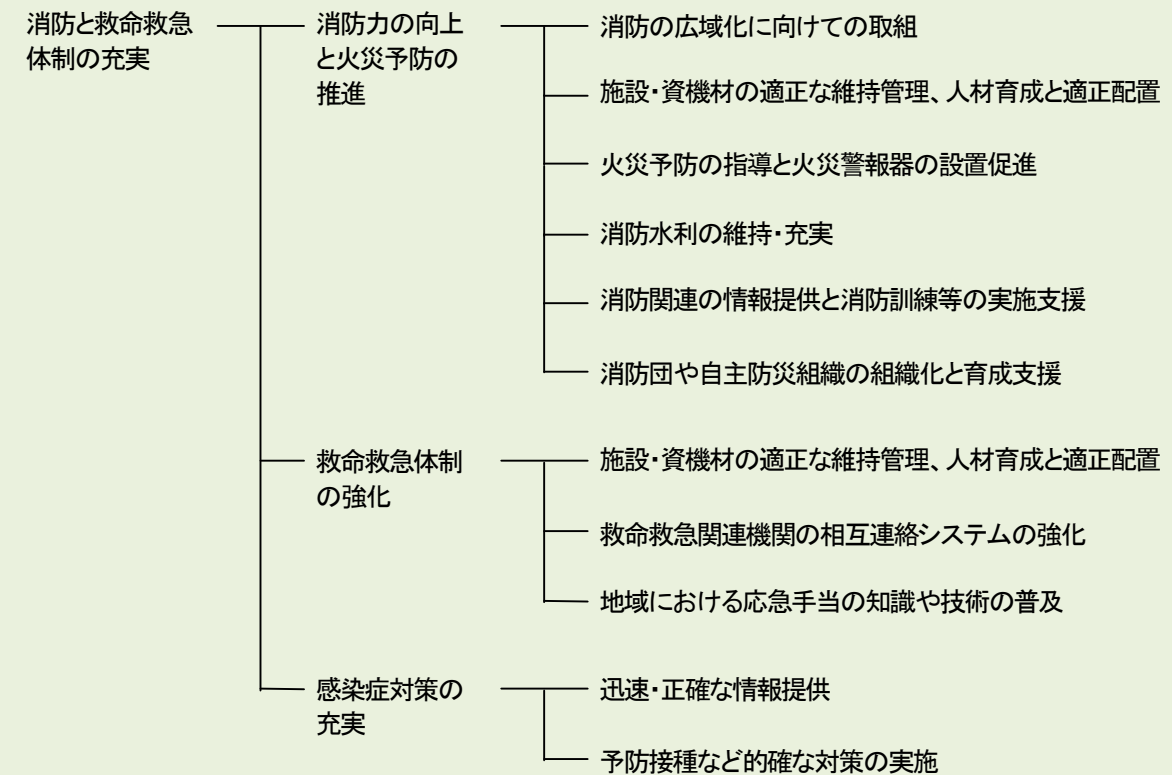 消防と救命救急
体制の充実
消防力の向上
と火災予防の
推進
消防の広域化に向けての取組
施設・資機材の適正な維持管理、人材育成と適正配置
火災予防の指導と火災警報器の設置促進
消防水利の維持・充実
消防関連の情報提供と消防訓練等の実施支援
消防団や自主防災組織の組織化と育成支援
救命救急体制
の強化
施設・資機材の適正な維持管理、人材育成と適正配置
救命救急関連機関の相互連絡システムの強化
地域における応急手当の知識や技術の普及
感染症対策の
充実
迅速・正確な情報提供
予防接種など的確な対策の実施